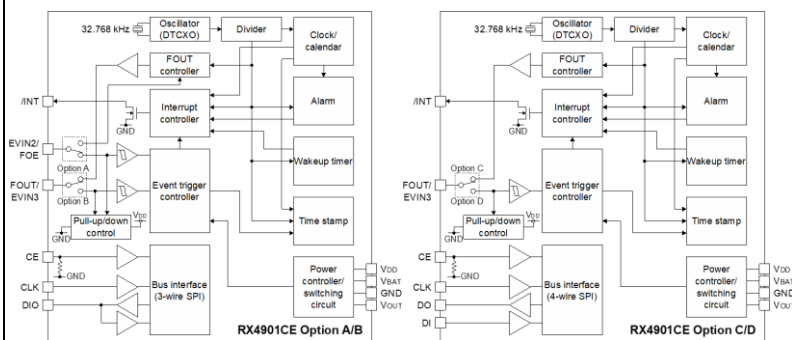 32.768 kHz
Oscillator
(DTCXO)
Divider
Clock/
calendar
FOUT
controller
/INT
GND
Interrupt
controller
Alarm
EVIN2/
FOE
Option A
FOUT/
EVIN3
Option B
Event trigger
controller
Wakeup timer
Pull-up/down
control
VDD
GND
Time stamp
CE
GND
CLK
DIO
Bus interface
(3-wire SPI)
Power
controller/
switching
circuit
VDD
VBAT
GND
VOUT
RX4901CE Option A/B
32.768 kHz
Oscillator
(DTCXO)
Divider
Clock/
calendar
FOUT
controller
/INT
GND
Interrupt
controller
Alarm
Option C
FOUT/
EVIN3
Option D
Event trigger
controller
Wakeup timer
Pull-up/down
control
VDD
GND
Time stamp
CE
GND
CLK
DO
DI
Bus interface
(4-wire SPI)
Power
controller/
switching
circuit
VDD
VBAT
GND
VOUT
RX4901CE Option C/D